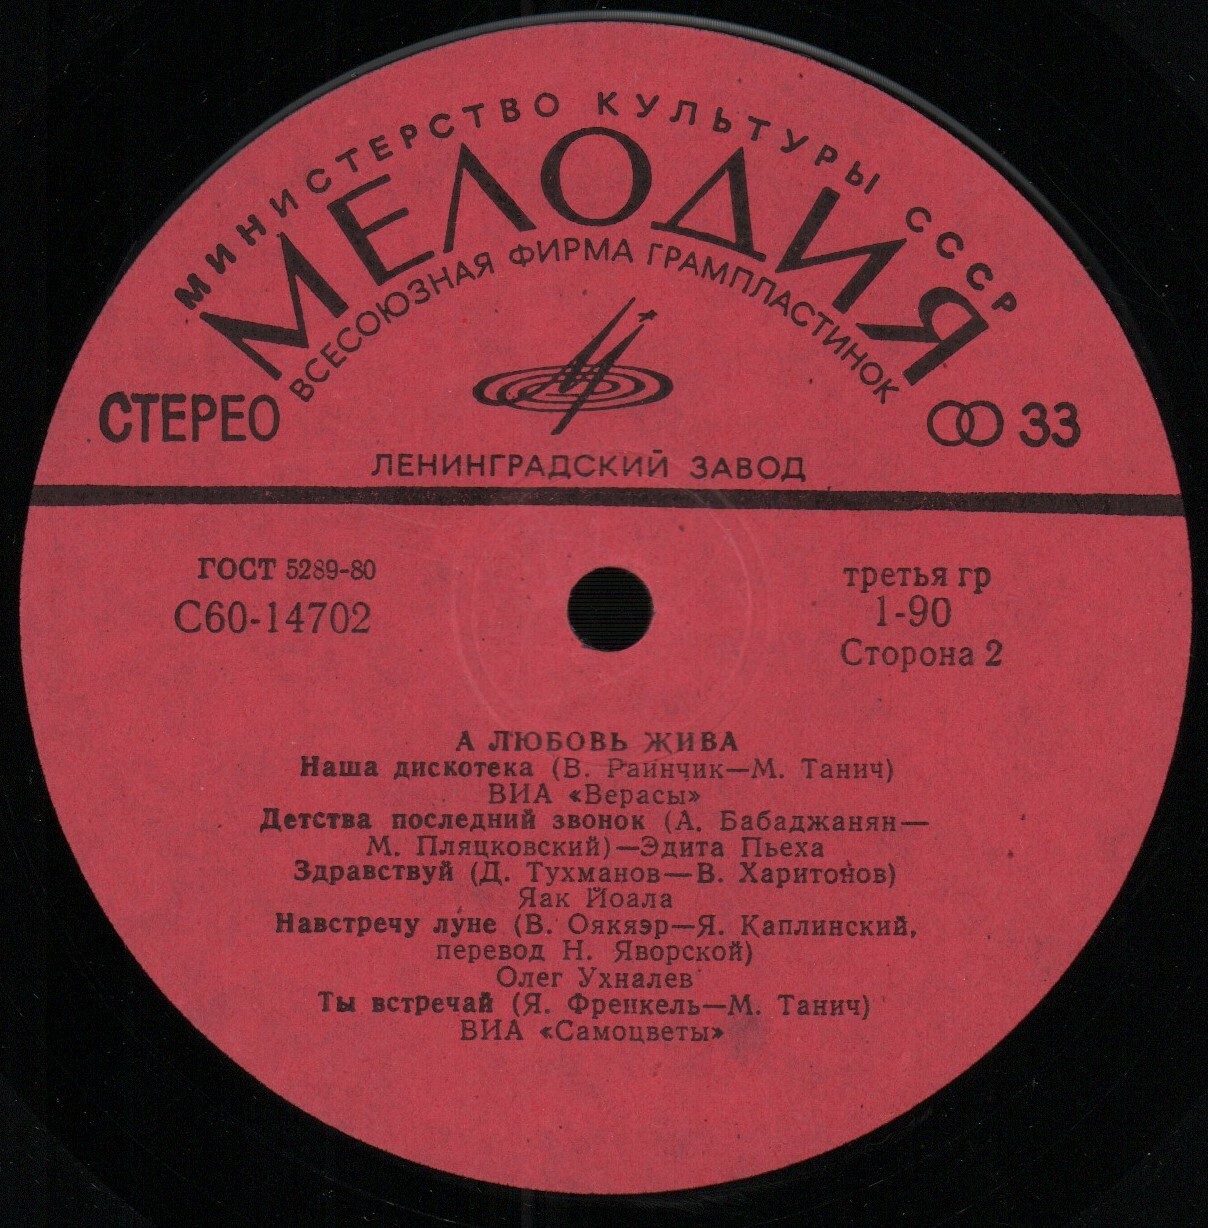 МИНИСТЕРСТВО КУЛЬТУРЫ СССР
МЕЛОДИЯ
ВСЕСОЮЗНАЯ ФИРМА ГРАМПЛАСТИНОК
СТЕРЕО
33
ЛЕНИНГРАДСКИЙ ЗАВОД
ГОСТ 5289-80
С60-14702
третья гр
1-90
Сторона 2
А ЛЮБОВЬ ЖИВА
Наша дискотека (В. Раинчик—М. Танич)
ВИА «Верасы»
Детства последний звонок (А. Бабаджанян—
М. Пляцковский)—Эдита Пьеха
Здравствуй (Д. Тухманов—В. Харитонов)
Яак Йоала
Навстречу луне (В. Оякяэр—Я. Каплинский,
перевод Н. Яворской)
Олег Ухналев
Ты встречай (Я. Френкель—М. Танич)
ВИА «Самоцветы»